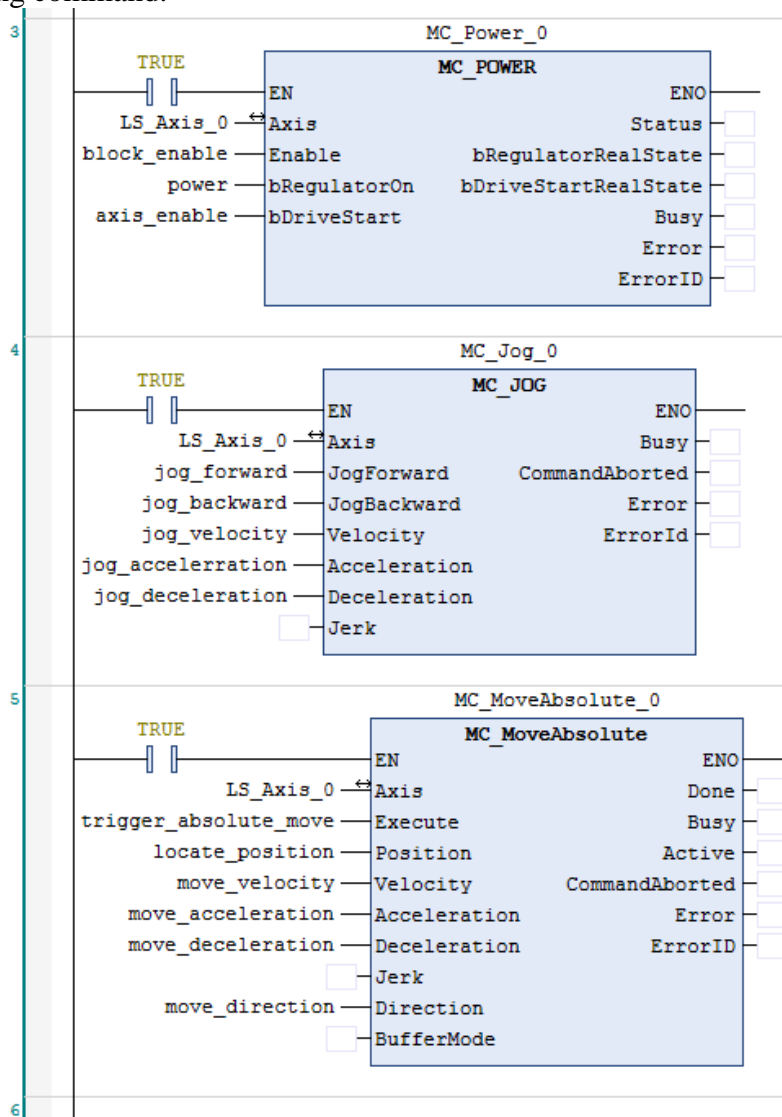 ng command.
3
MC_Power_0
TRUE
MC_POWER
EN ENO
LS_Axis_0 Axis Status
block_enable Enable bRegulatorRealState
power bRegulatorOn bDriveStartRealState
axis_enable bDriveStart Busy
Error
ErrorID
4
MC_Jog_0
TRUE
MC_JOG
EN ENO
LS_Axis_0 Axis Busy
jog_forward JogForward CommandAborted
jog_backward JogBackward Error
jog_velocity Velocity ErrorId
jog_accelerration Acceleration
jog_deceleration Deceleration
Jerk
5
MC_MoveAbsolute_0
TRUE
MC_MoveAbsolute
EN ENO
LS_Axis_0 Axis Done
trigger_absolute_move Execute Busy
locate_position Position Active
move_velocity Velocity CommandAborted
move_acceleration Acceleration Error
move_deceleration Deceleration ErrorID
Jerk
move_direction Direction
BufferMode
6